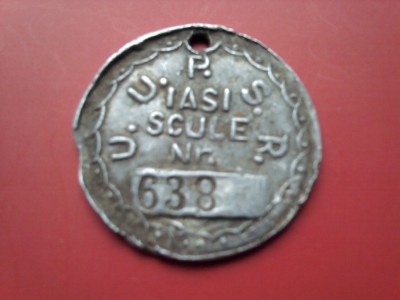 U.U.P.S.R.
IASI
SCULE
Nr.
638